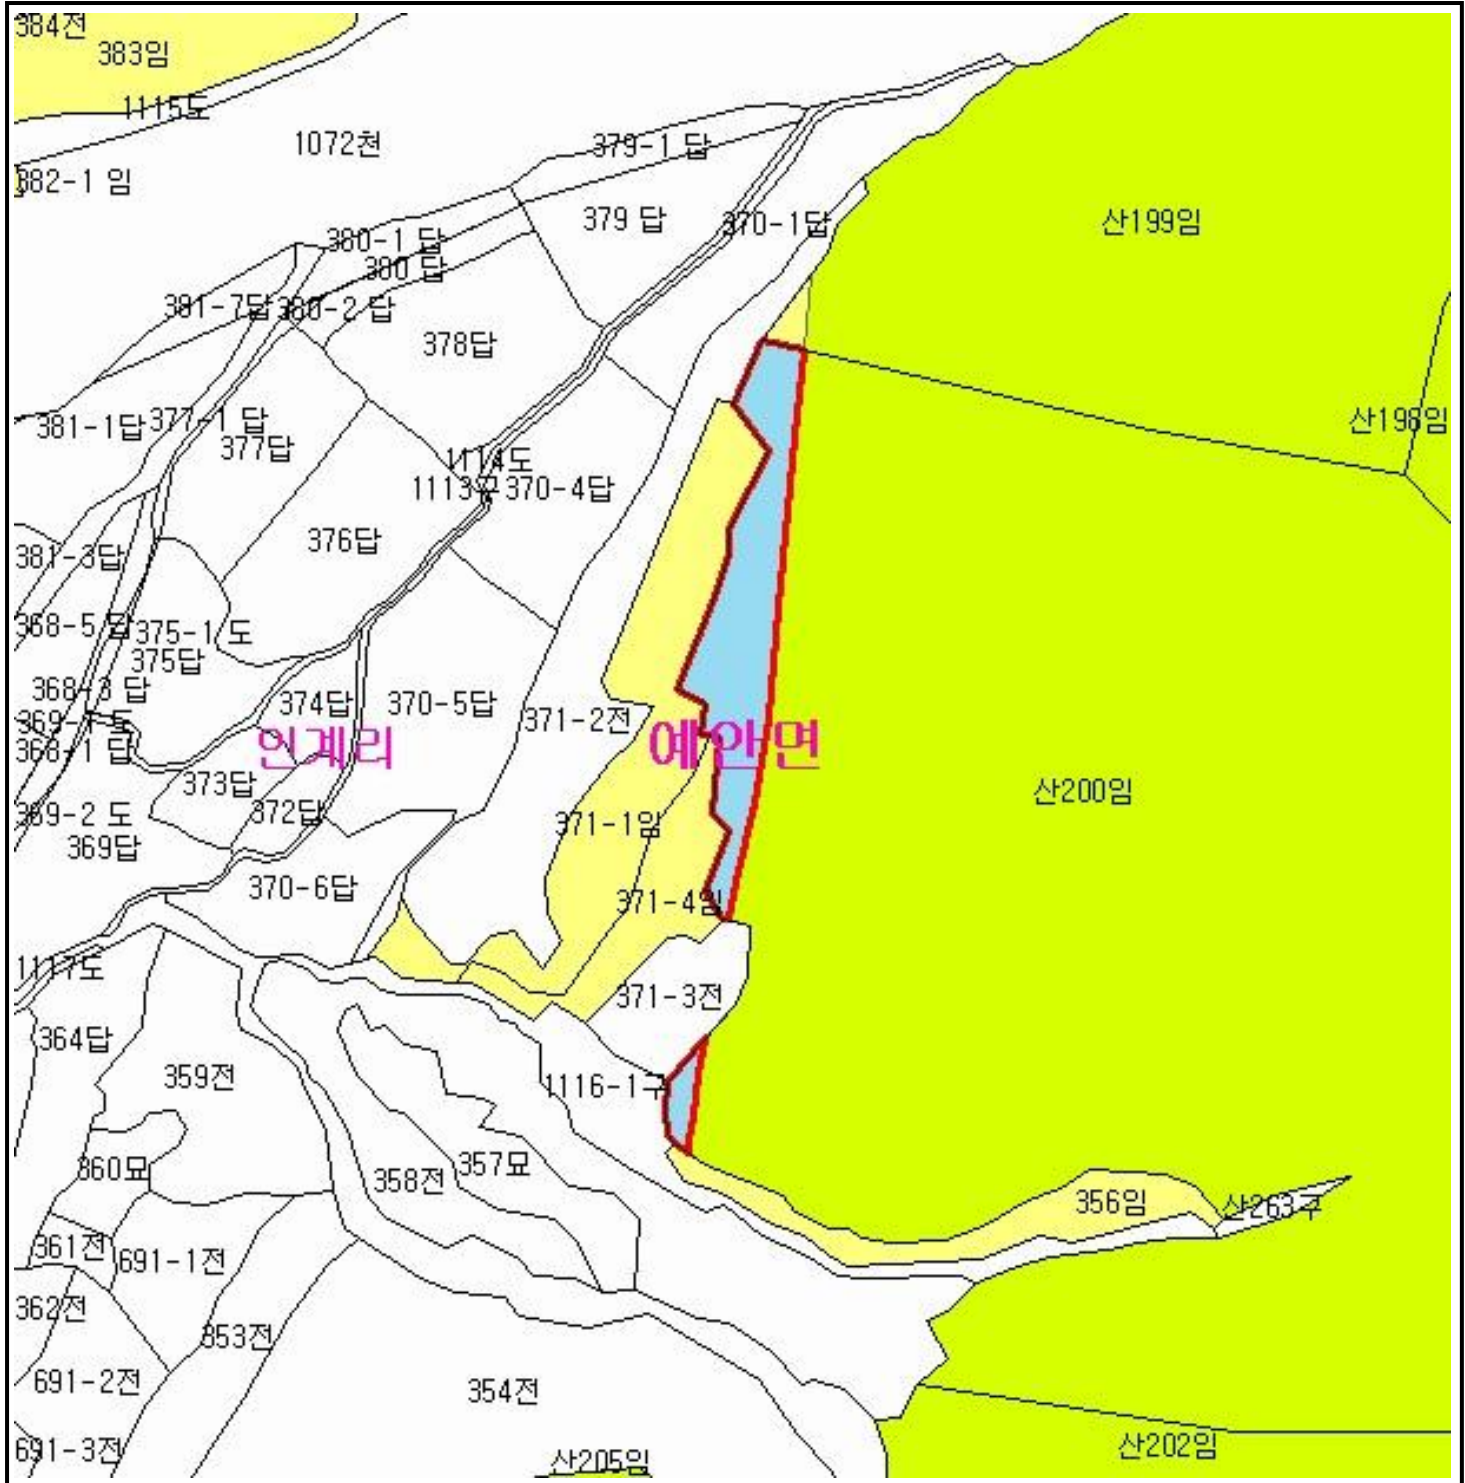 384전
383임
1115도
1072천
379-1 답
382-1 임
379 답
370-1답
산199임
380-1 답
380 답
381-7답
380-2 답
378답
381-1답
377-1 답
377답
산198임
1114도
370-4답
381-3답
376답
368-5 답
375-1 도
375답
368-3 답
374답
370-5답
371-2전
369-1 도
368-1 답
인계리
예안면
373답
372답
산200임
369-2 도
369답
371-1임
370-6답
371-4임
1117도
371-3전
364답
359전
1116-1구
360묘
358전
357묘
356임
산263구
361전
691-1전
362전
353전
691-2전
354전
691-3전
산205임
산202임